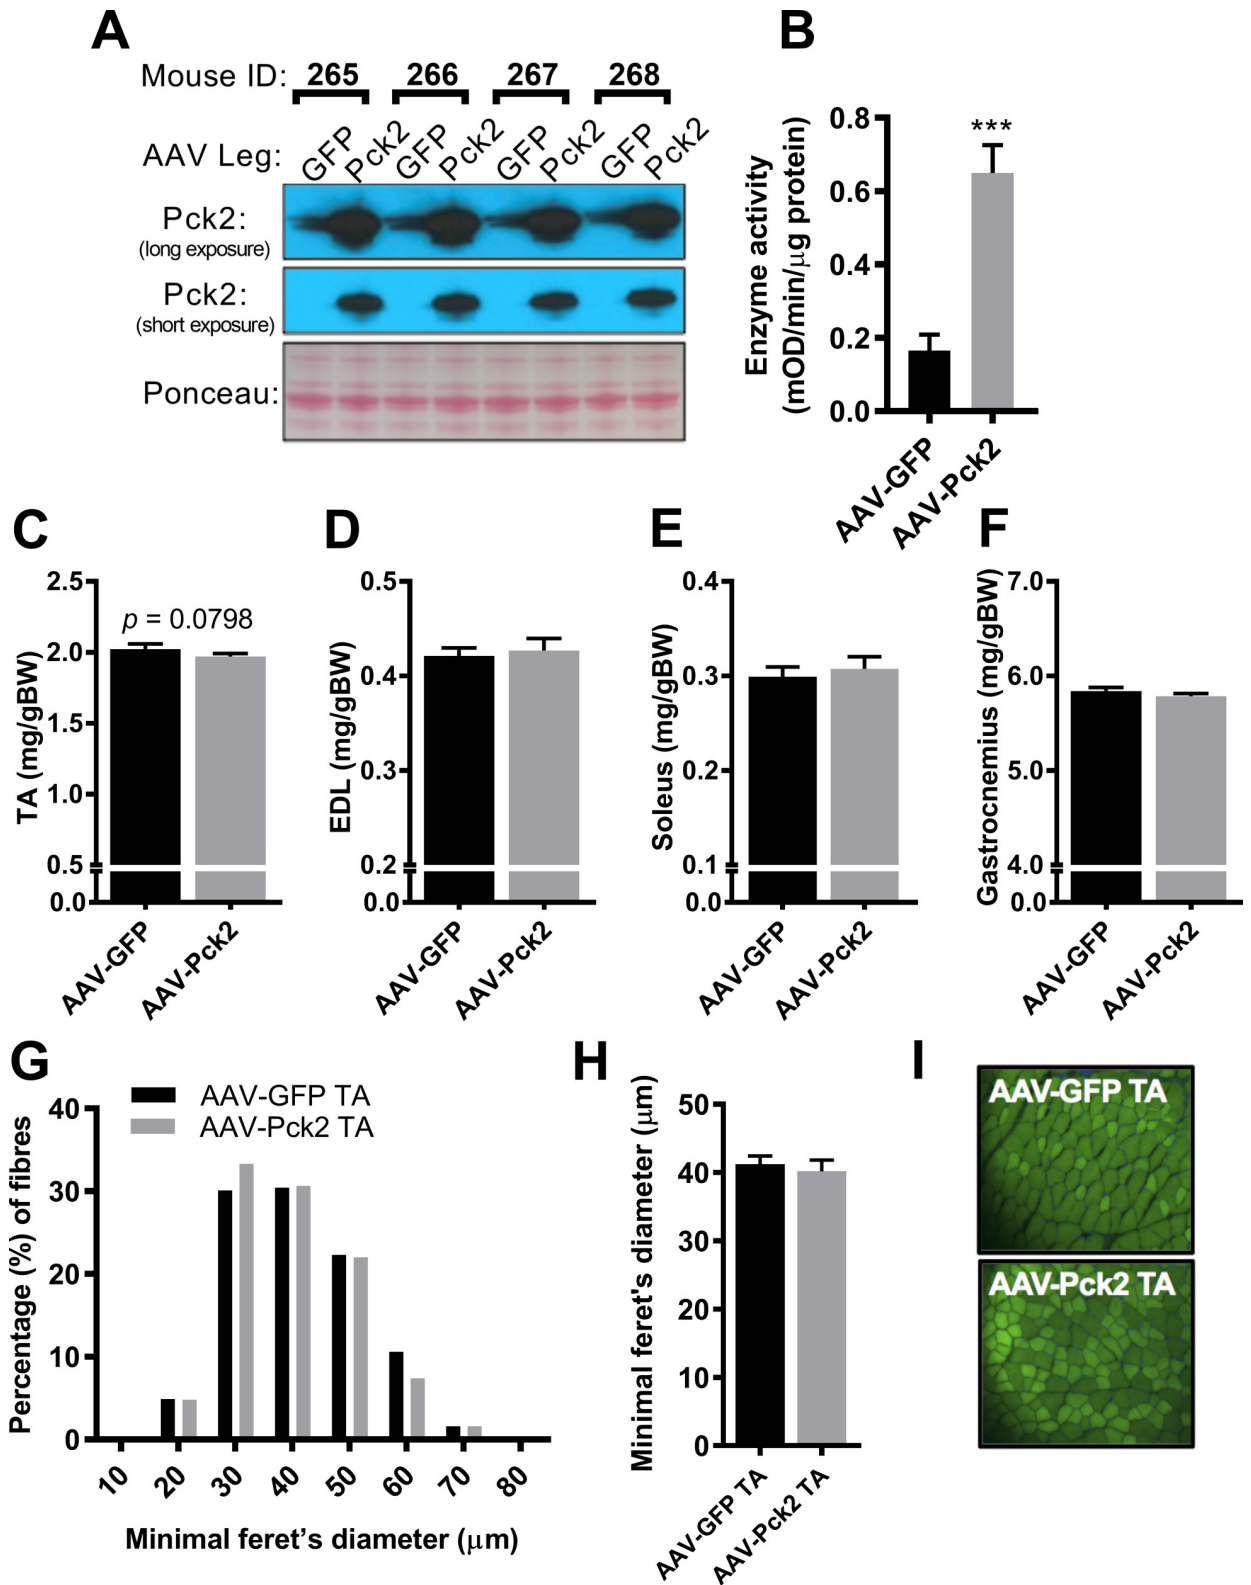 A
Mouse ID: 265 266 267 268
AAV Leg: GFP Pck2 GFP Pck2 GFP Pck2 GFP Pck2
Pck2:
(long exposure)
Pck2:
(short exposure)
Ponceau:
B
Enzyme activity
(mOD/min/μg protein)
0.8
0.6
0.4
0.2
0.0
***
AAV-GFP
AAV-Pck2
C
TA (mg/gBW)
2.5
2.0
1.5
1.0
0.5
0.0
p = 0.0798
AAV-GFP
AAV-Pck2
D
EDL (mg/gBW)
0.5
0.4
0.3
0.2
0.0
AAV-GFP
AAV-Pck2
E
Soleus (mg/gBW)
0.4
0.3
0.2
0.1
0.0
AAV-GFP
AAV-Pck2
F
Gastrocnemius (mg/gBW)
7.0
6.0
5.0
4.0
0.0
AAV-GFP
AAV-Pck2
G
AAV-GFP TA
AAV-Pck2 TA
Percentage (%) of fibres
40
30
20
10
0
10 20 30 40 50 60 70 80
Minimal feret's diameter (μm)
H
Minimal feret's diameter (μm)
50
40
30
20
10
0
AAV-GFP TA
AAV-Pck2 TA
I
AAV-GFP TA
AAV-Pck2 TA